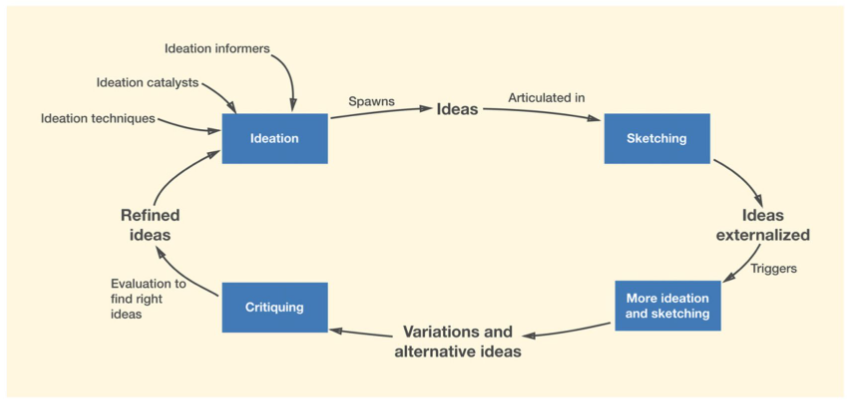 Ideation informers
Ideation catalysts
Ideation techniques
Ideation
Spawns
Ideas
Articulated in
Sketching
Ideas
externalized
Triggers
More ideation
and sketching
Variations and
alternative ideas
Critiquing
Evaluation to
find right
ideas
Refined
ideas